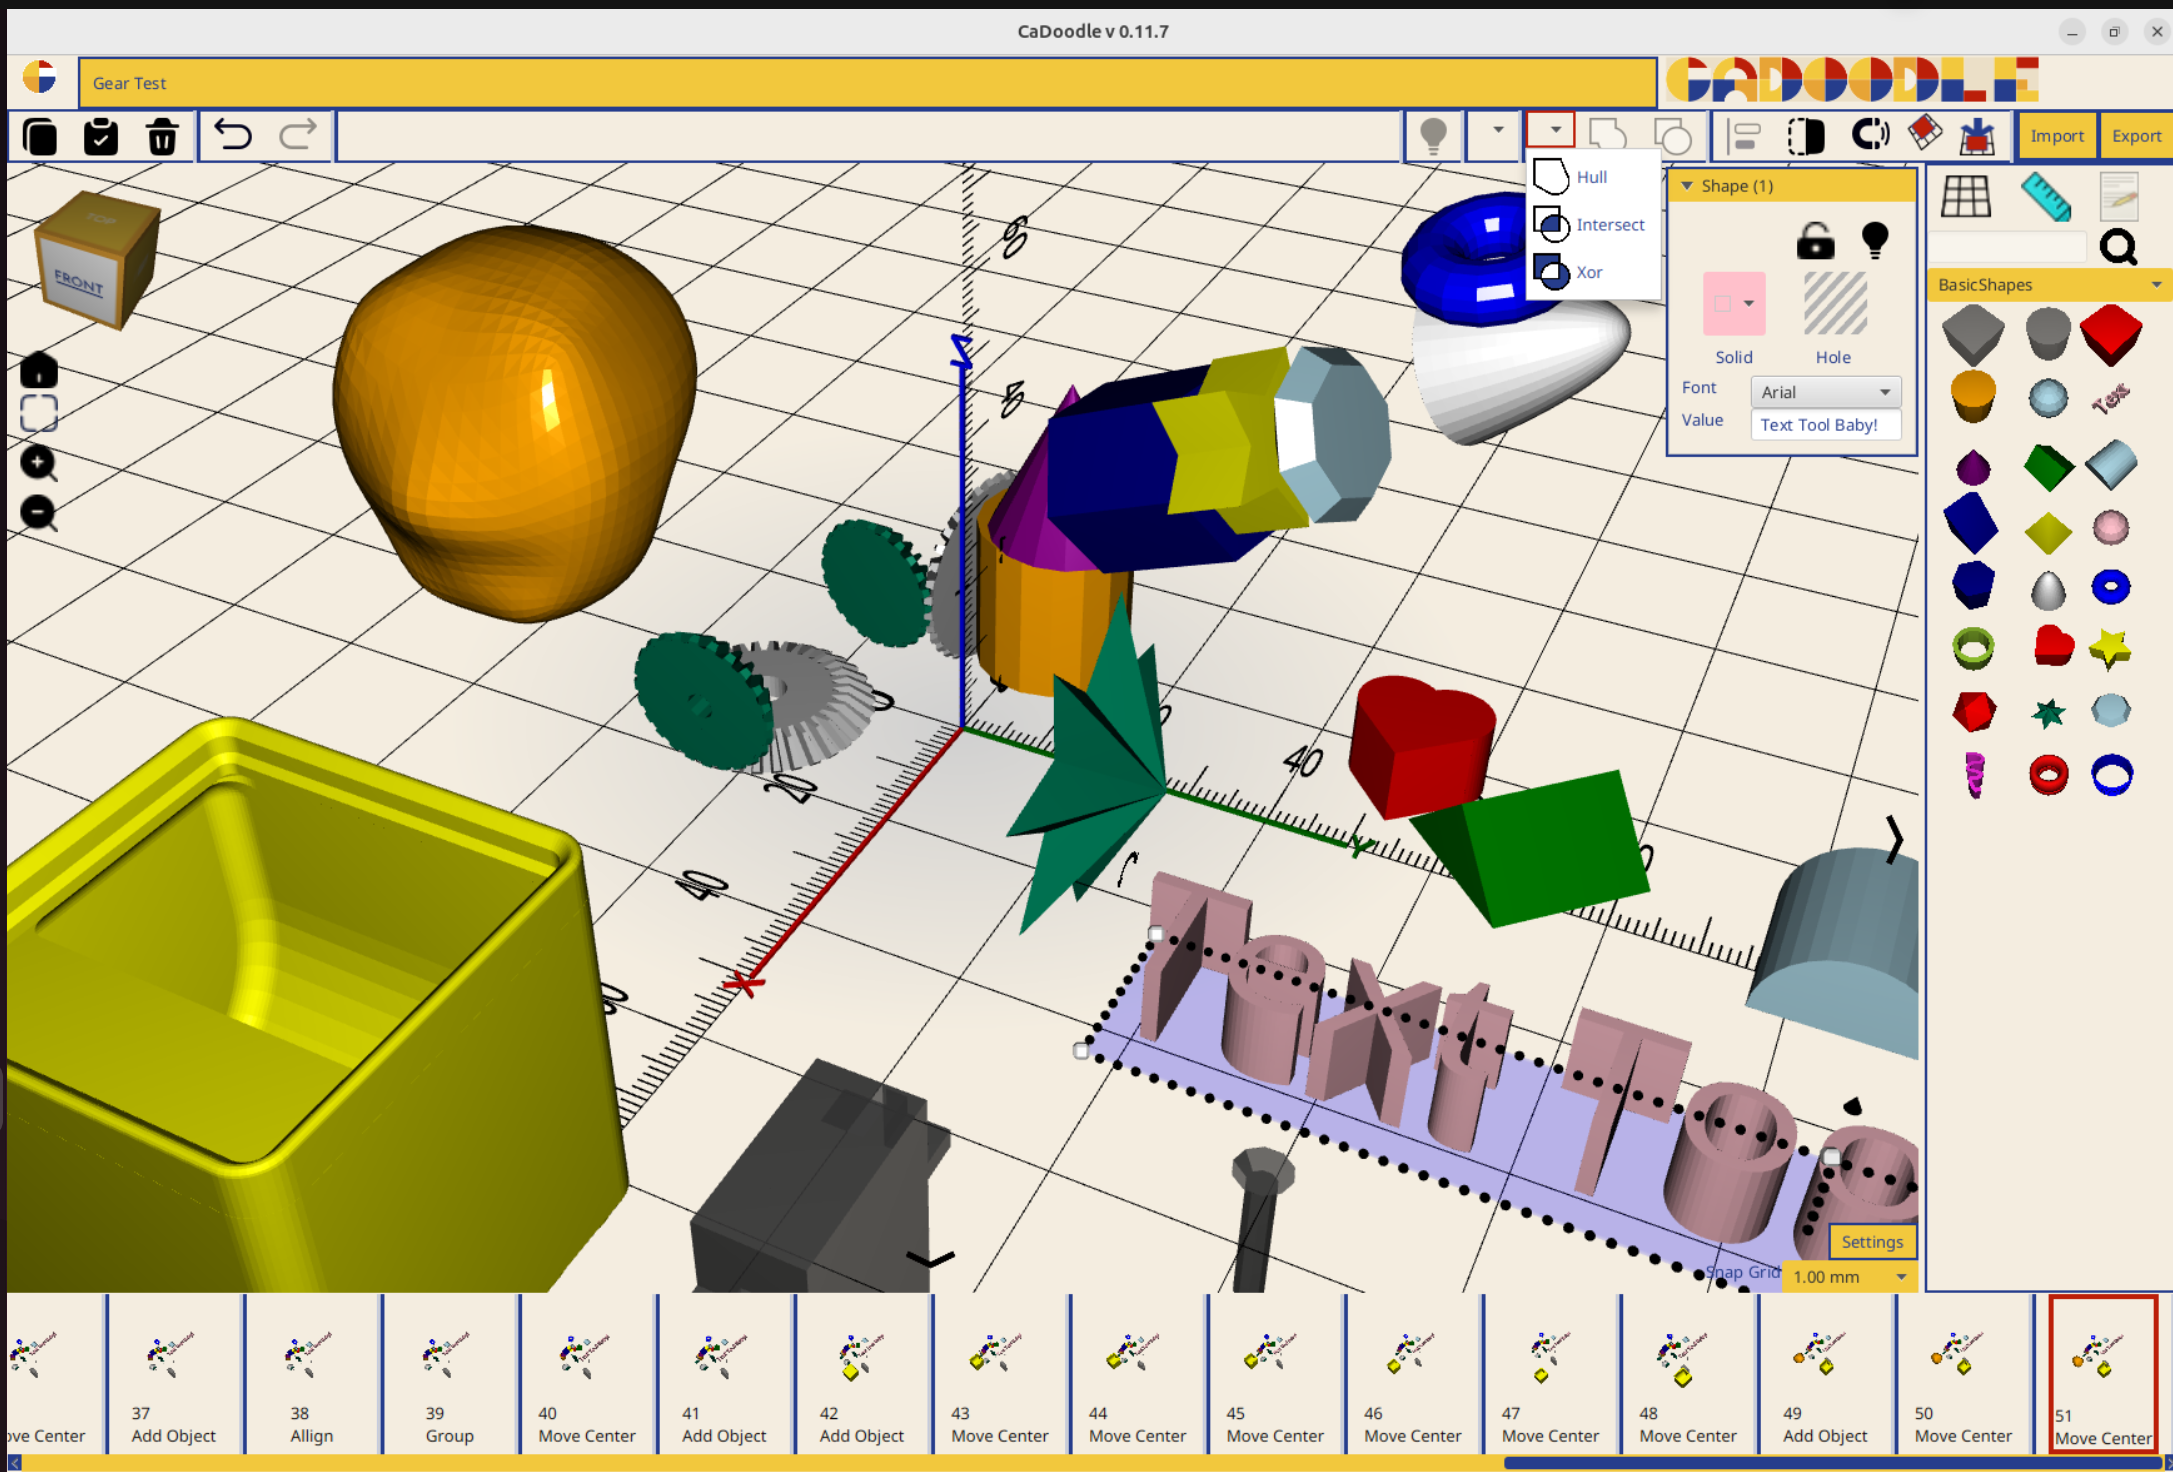 CaDoodle v 0.11.7
Gear Test
CADOODLE
Import
Export
Hull
Intersect
Xor
Shape (1)
Solid
Hole
Font
Arial
Value
Text Tool Baby!
BasicShapes
TOP
FRONT
Z
X
Y
20
40
40
Text
Settings
Snap Grid
1.00 mm
ove Center
37
Add Object
38
Allign
39
Group
40
Move Center
41
Add Object
42
Add Object
43
Move Center
44
Move Center
45
Move Center
46
Move Center
47
Move Center
48
Move Center
49
Add Object
50
Move Center
51
Move Center